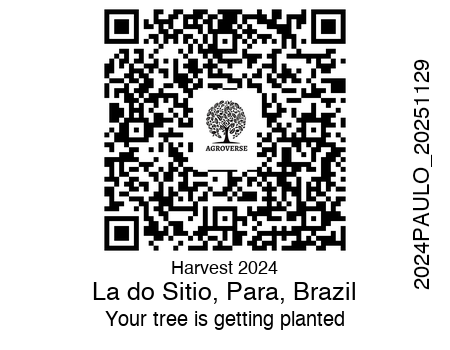 AGROVERSE
Harvest 2024
La do Sitio, Para, Brazil
Your tree is getting planted
2024PAULO_20251129